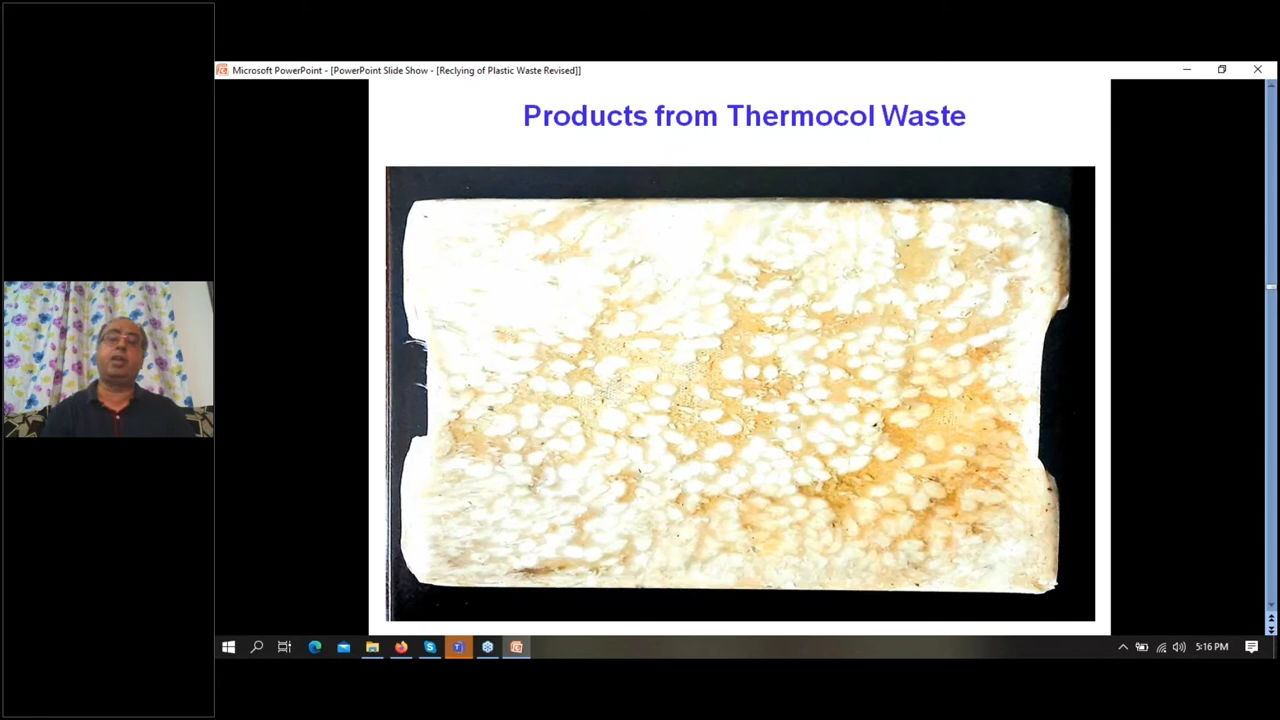 Microsoft PowerPoint - [PowerPoint Slide Show - [Reclying of Plastic Waste Revised]]
Products from Thermocol Waste
5:16 PM